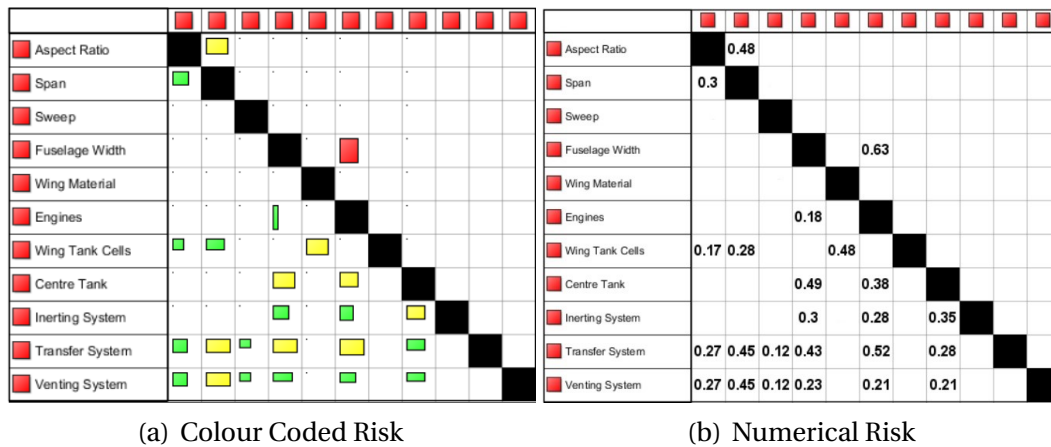 Aspect Ratio
Span
Sweep
Fuselage Width
Wing Material
Engines
Wing Tank Cells
Centre Tank
Inerting System
Transfer System
Venting System
(a) Colour Coded Risk
Aspect Ratio 0.48
Span 0.3
Sweep
Fuselage Width 0.63
Wing Material
Engines 0.18
Wing Tank Cells 0.17 0.28 0.48
Centre Tank 0.49 0.38
Inerting System 0.3 0.28 0.35
Transfer System 0.27 0.45 0.12 0.43 0.52 0.28
Venting System 0.27 0.45 0.12 0.23 0.21 0.21
(b) Numerical Risk